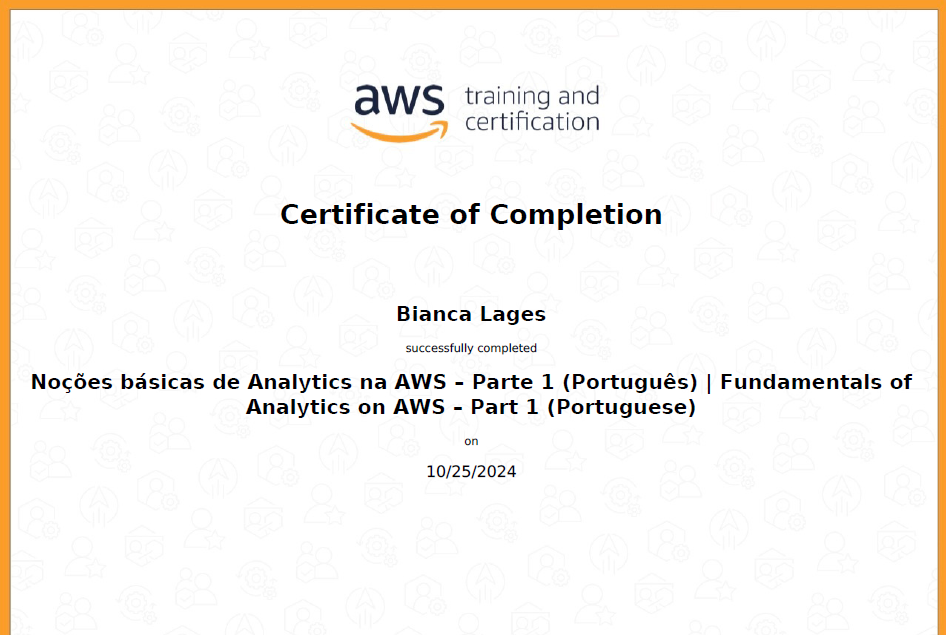 aws training and
certification
Certificate of Completion
Bianca Lages
successfully completed
Noções básicas de Analytics na AWS – Parte 1 (Português) | Fundamentals of
Analytics on AWS – Part 1 (Portuguese)
on
10/25/2024